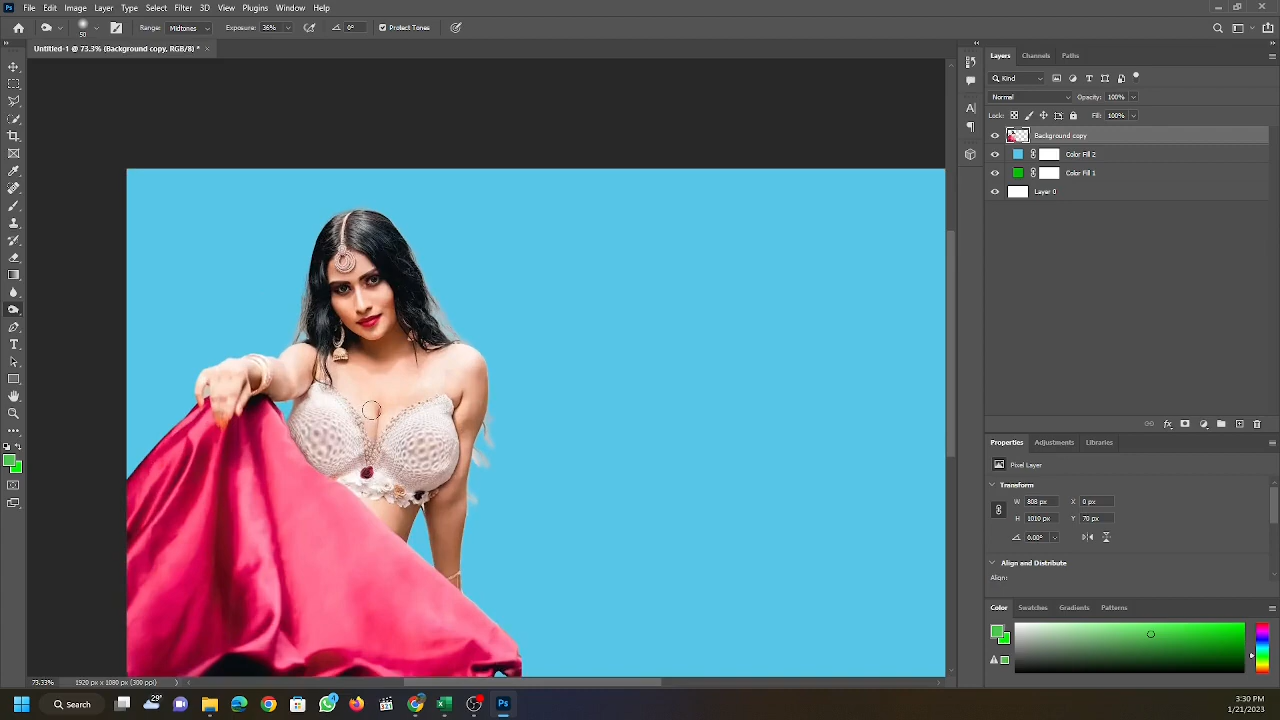 File Edit Image Layer Type Select Filter 3D View Plugins Window Help
50 Range: Midtones Exposure: 36% 0° Protect Tones
Untitled-1 @ 73.3% (Background copy, RGB/8) *
Layers Channels Paths
Kind
Normal Opacity: 100%
Lock: Fill: 100%
Background copy
Color Fill 2
Color Fill 1
Layer 0
Properties Adjustments Libraries
Pixel Layer
Transform
W 808 px X 0 px
H 1010 px Y 70 px
0.00°
Align and Distribute
Align:
Color Swatches Gradients Patterns
73.33% 1920 px x 1080 px (300 ppi)
Search 29° 3:30 PM
1/21/2023